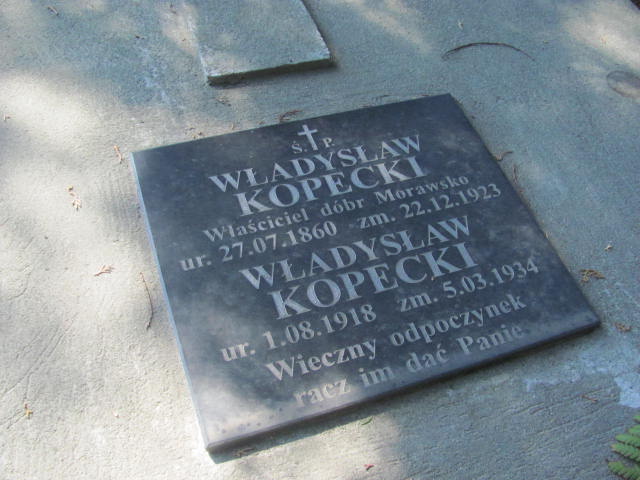 Ś. P.
WŁADYSŁAW
KOPECKI
Właściciel dóbr Morawsko
ur. 27.07.1860 zm. 22.12.1923
WŁADYSŁAW
KOPECKI
ur. 1.08.1918 zm. 5.03.1934
Wieczny odpoczynek
racz im dać Panie